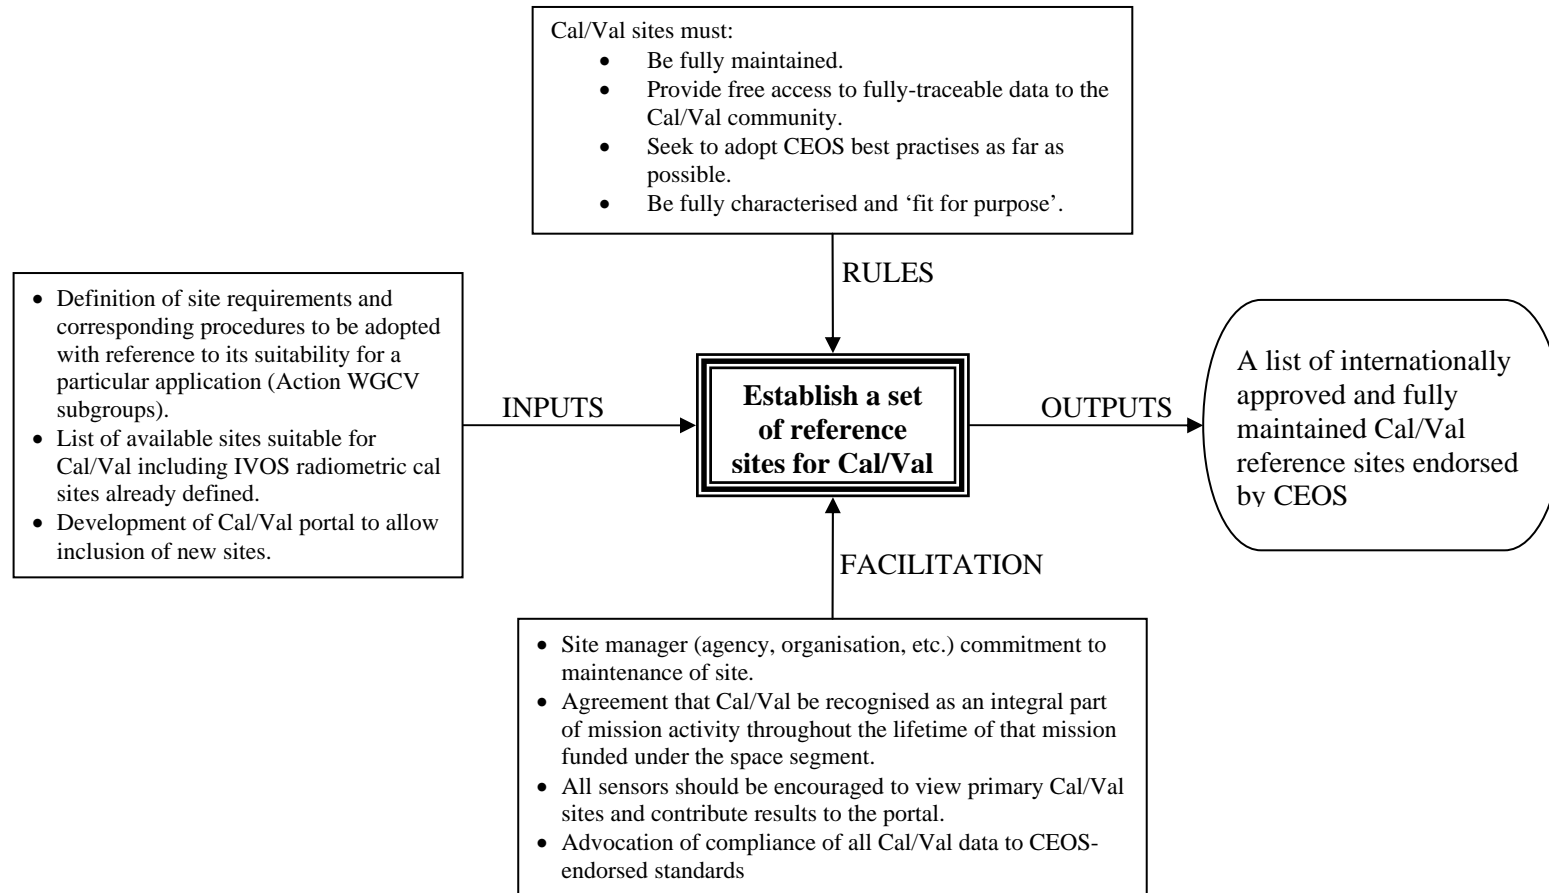 Cal/Val sites must:
• Be fully maintained.
• Provide free access to fully-traceable data to the
Cal/Val community.
• Seek to adopt CEOS best practises as far as
possible.
• Be fully characterised and ‘fit for purpose’.
RULES
• Definition of site requirements and
corresponding procedures to be adopted
with reference to its suitability for a
particular application (Action WGCV
subgroups).
• List of available sites suitable for
Cal/Val including IVOS radiometric cal
sites already defined.
• Development of Cal/Val portal to allow
inclusion of new sites.
INPUTS
Establish a set
of reference
sites for Cal/Val
OUTPUTS
A list of internationally
approved and fully
maintained Cal/Val
reference sites endorsed
by CEOS
FACILITATION
• Site manager (agency, organisation, etc.) commitment to
maintenance of site.
• Agreement that Cal/Val be recognised as an integral part
of mission activity throughout the lifetime of that mission
funded under the space segment.
• All sensors should be encouraged to view primary Cal/Val
sites and contribute results to the portal.
• Advocation of compliance of all Cal/Val data to CEOS-
endorsed standards